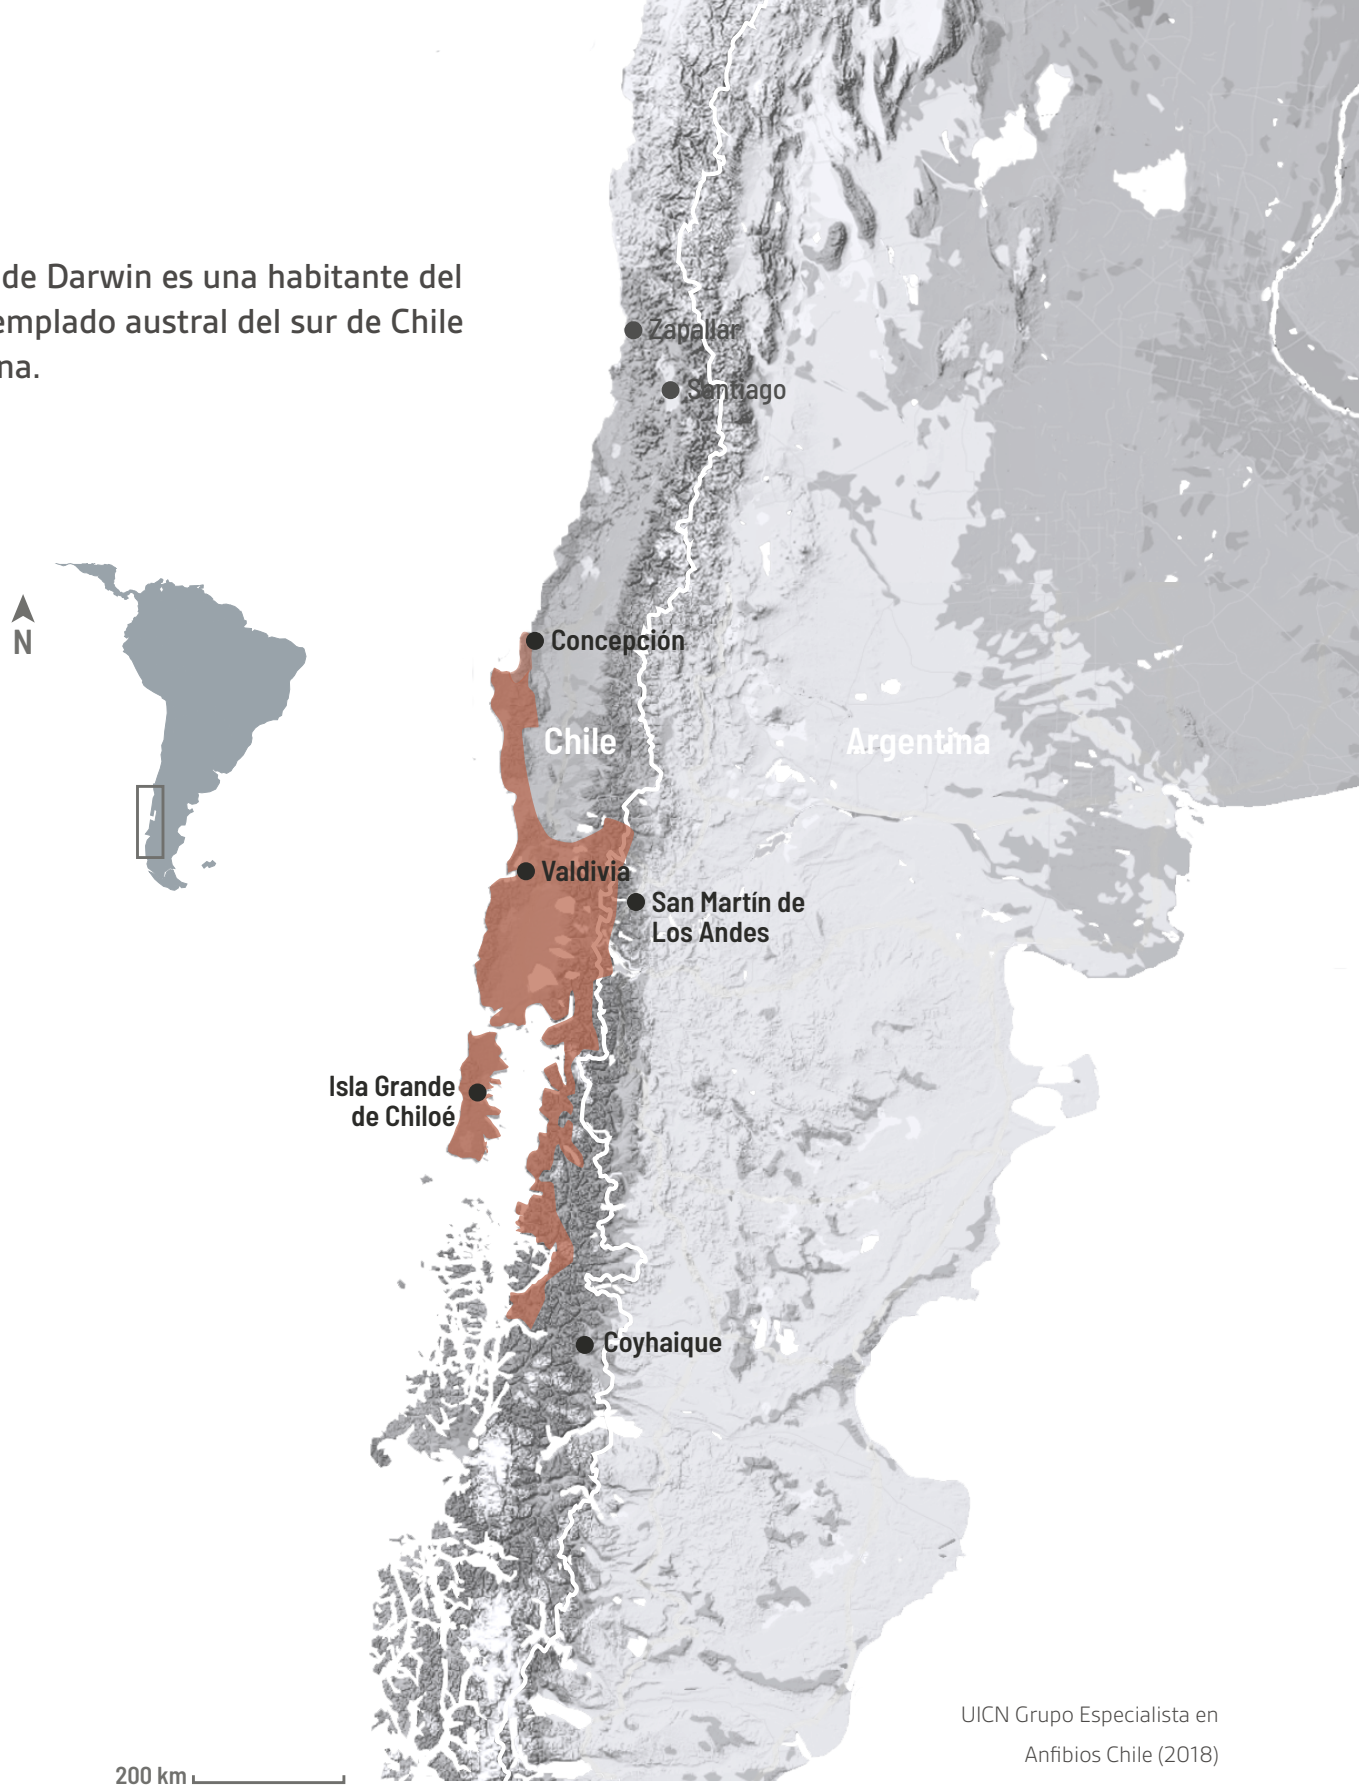 de Darwin es una habitante del
emplado austral del sur de Chile
na.
Zapallar
Santiago
N
Concepción
Chile
Argentina
Valdivia
San Martín de
Los Andes
Isla Grande
de Chiloé
Coyhaique
UICN Grupo Especialista en
Anfibios Chile (2018)
200 km